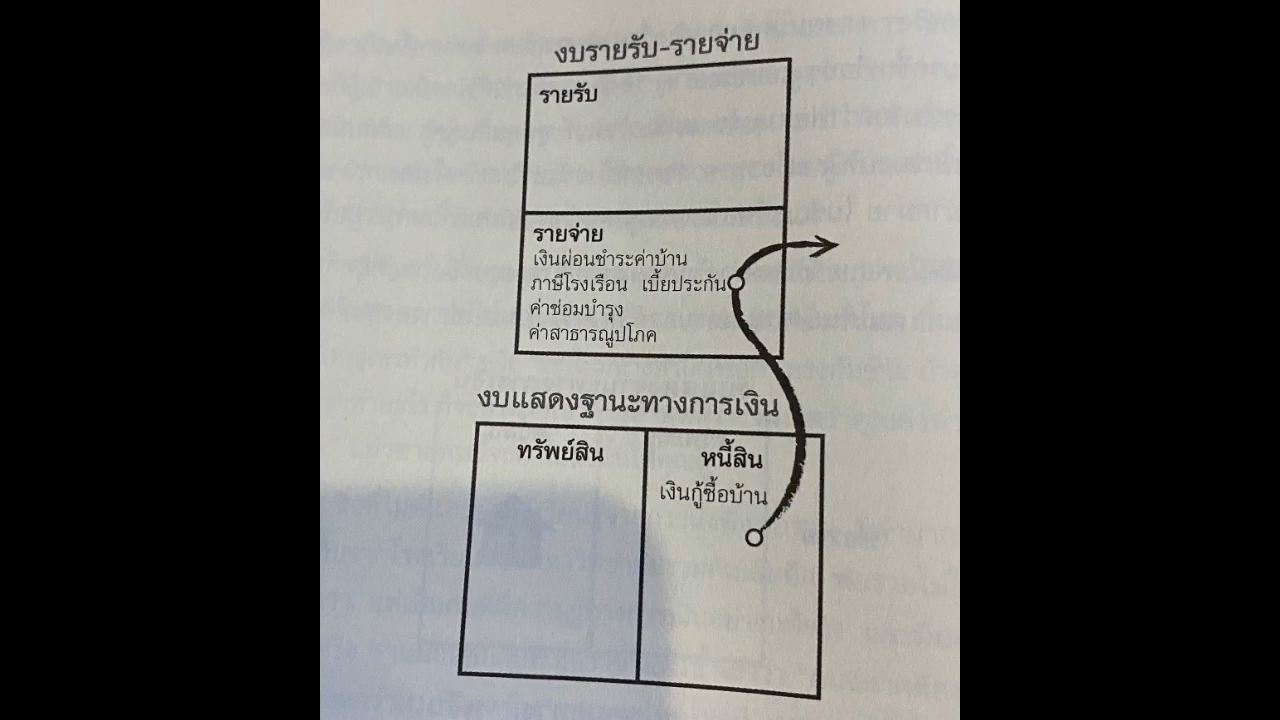 งบรายรับ-รายจ่าย
รายรับ
รายจ่าย
เงินผ่อนชำระค่าบ้าน
ภาษีโรงเรือน เบี้ยประกัน
ค่าซ่อมบำรุง
ค่าสาธารณูปโภค
งบแสดงฐานะทางการเงิน
ทรัพย์สิน
หนี้สิน
เงินกู้ซื้อบ้าน